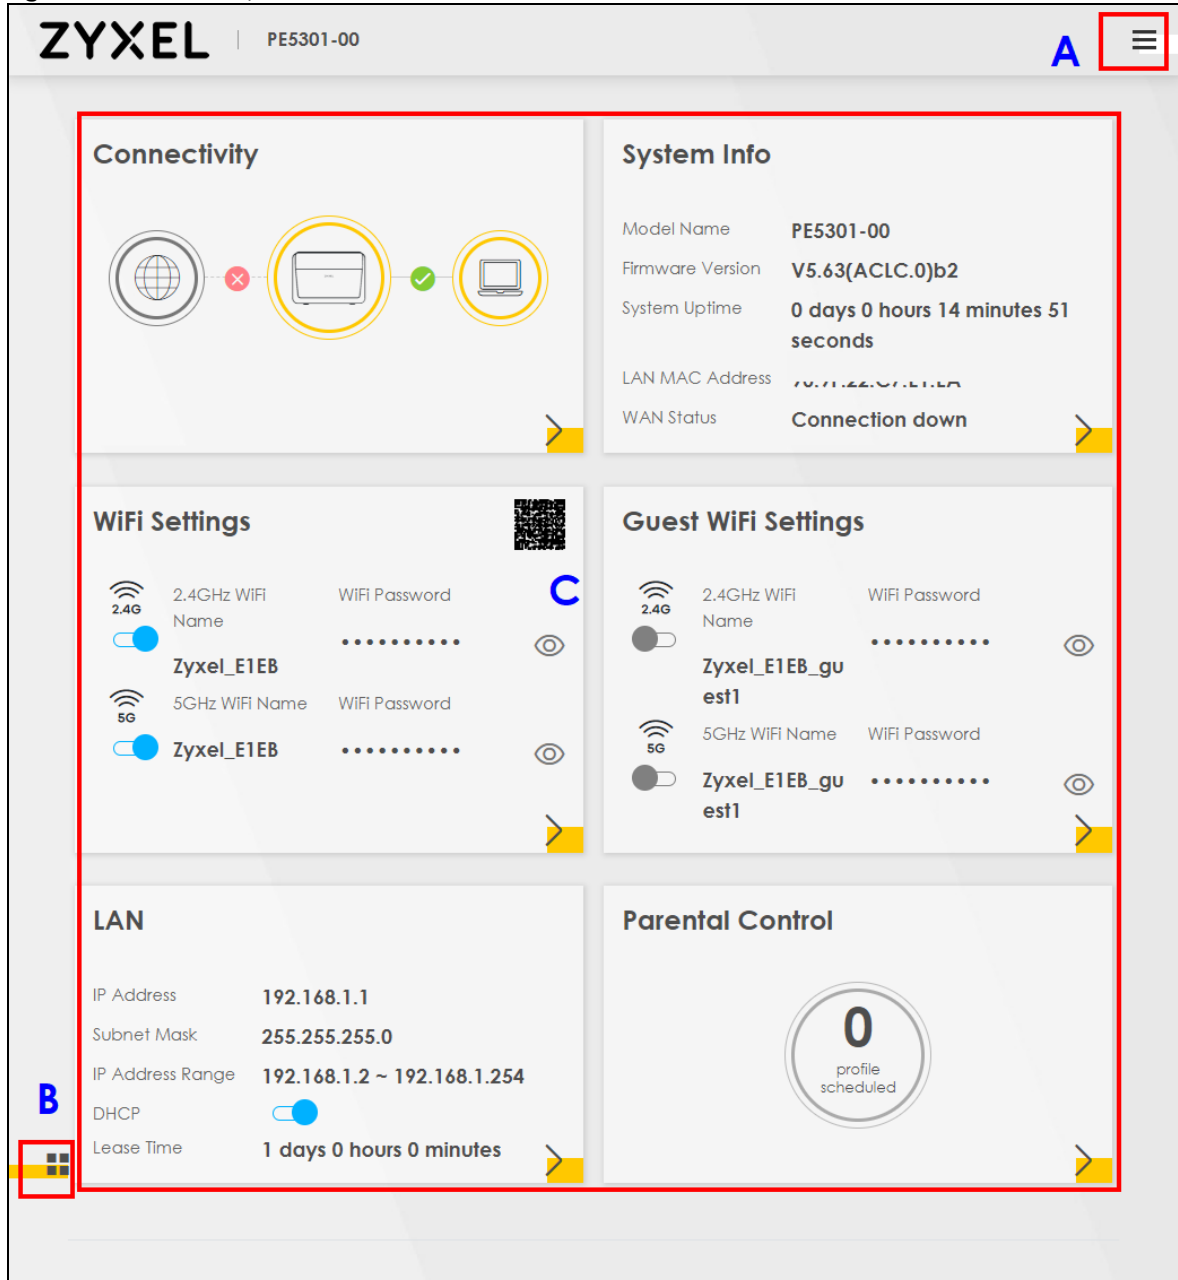 ZYXEL PE5301-00
A
Connectivity
System Info
Model Name PE5301-00
Firmware Version V5.63(ACLC.0)b2
System Uptime 0 days 0 hours 14 minutes 51
seconds
LAN MAC Address
WAN Status Connection down
WiFi Settings
C
2.4G 2.4GHz WiFi WiFi Password
Name
••••••••••
Zyxel_E1EB
5G 5GHz WiFi Name WiFi Password
Zyxel_E1EB ••••••••••
Guest WiFi Settings
2.4G 2.4GHz WiFi WiFi Password
Name
••••••••••
Zyxel_E1EB_gu
est1
5G 5GHz WiFi Name WiFi Password
Zyxel_E1EB_gu ••••••••••
est1
LAN
IP Address 192.168.1.1
Subnet Mask 255.255.255.0
IP Address Range 192.168.1.2 ~ 192.168.1.254
DHCP
Lease Time 1 days 0 hours 0 minutes
B
Parental Control
0
profile
scheduled